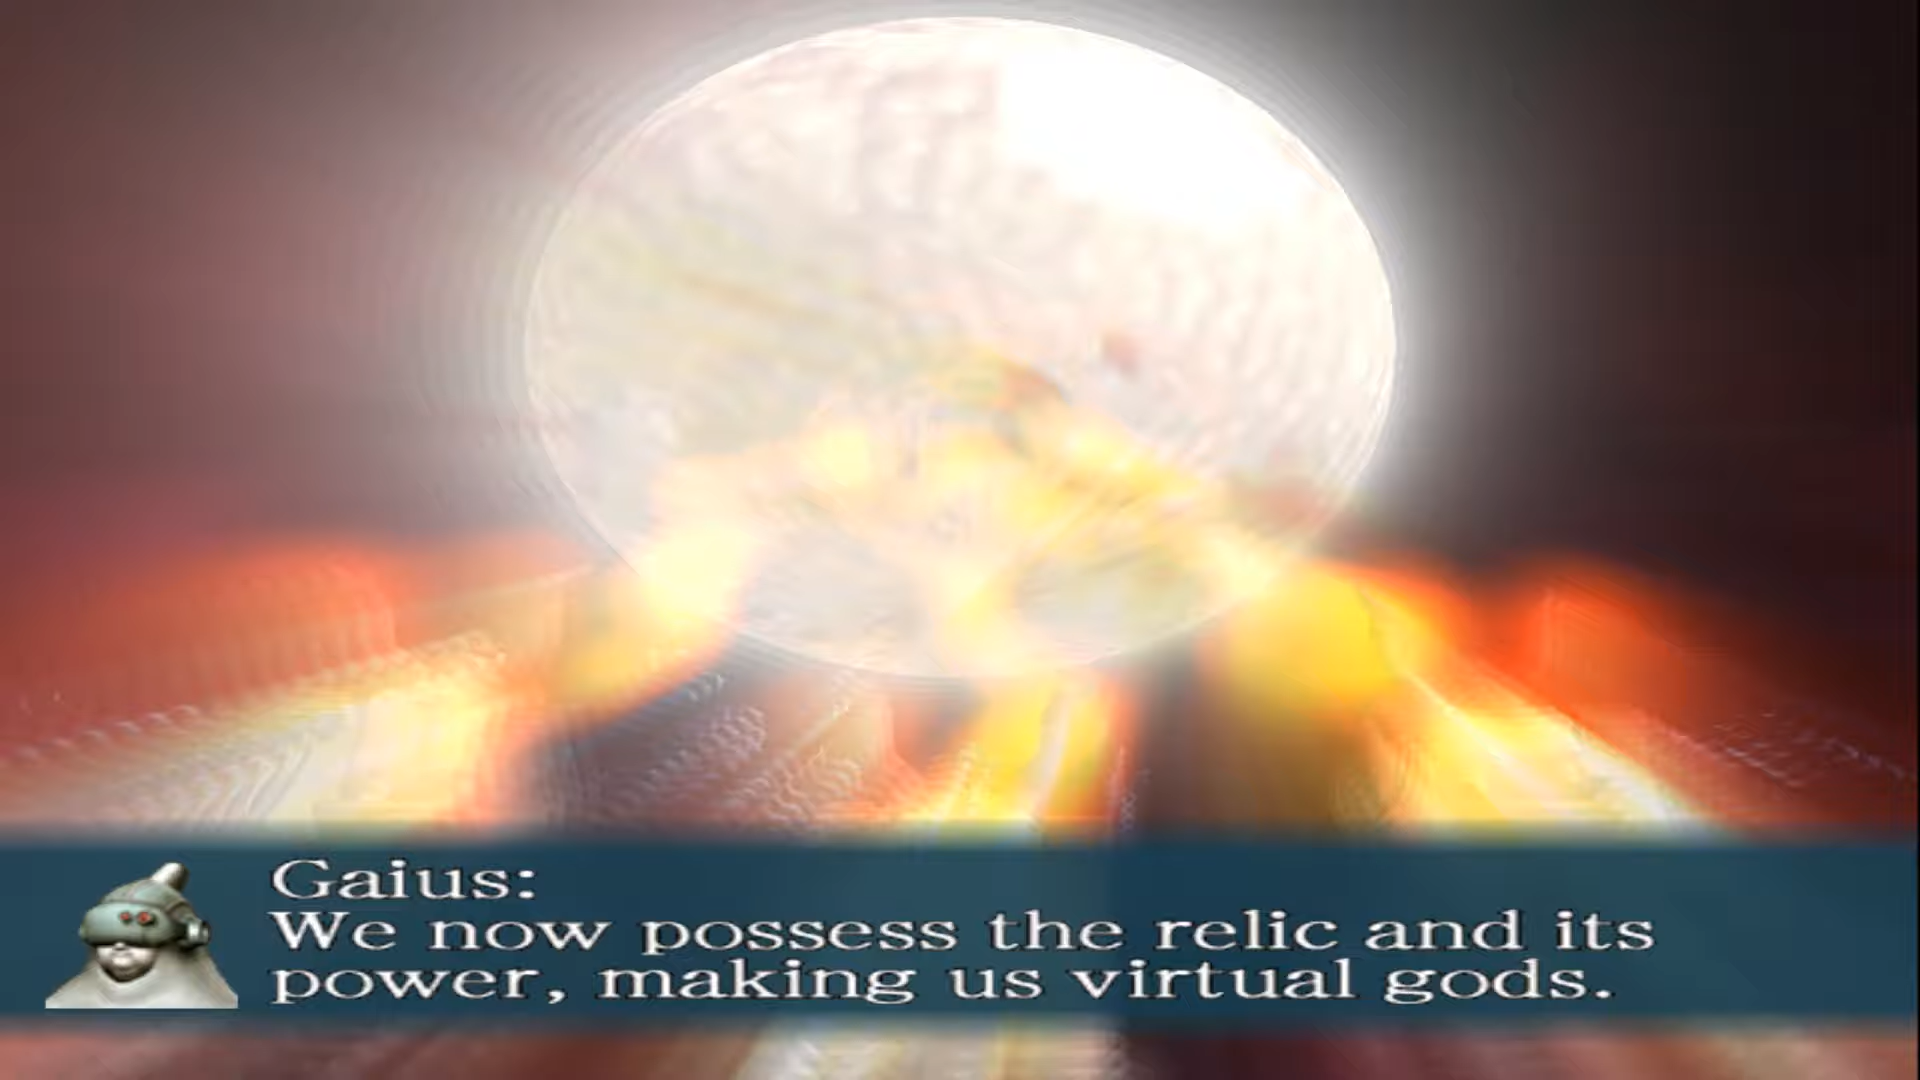 Gaius:
We now possess the relic and its
power, making us virtual gods.